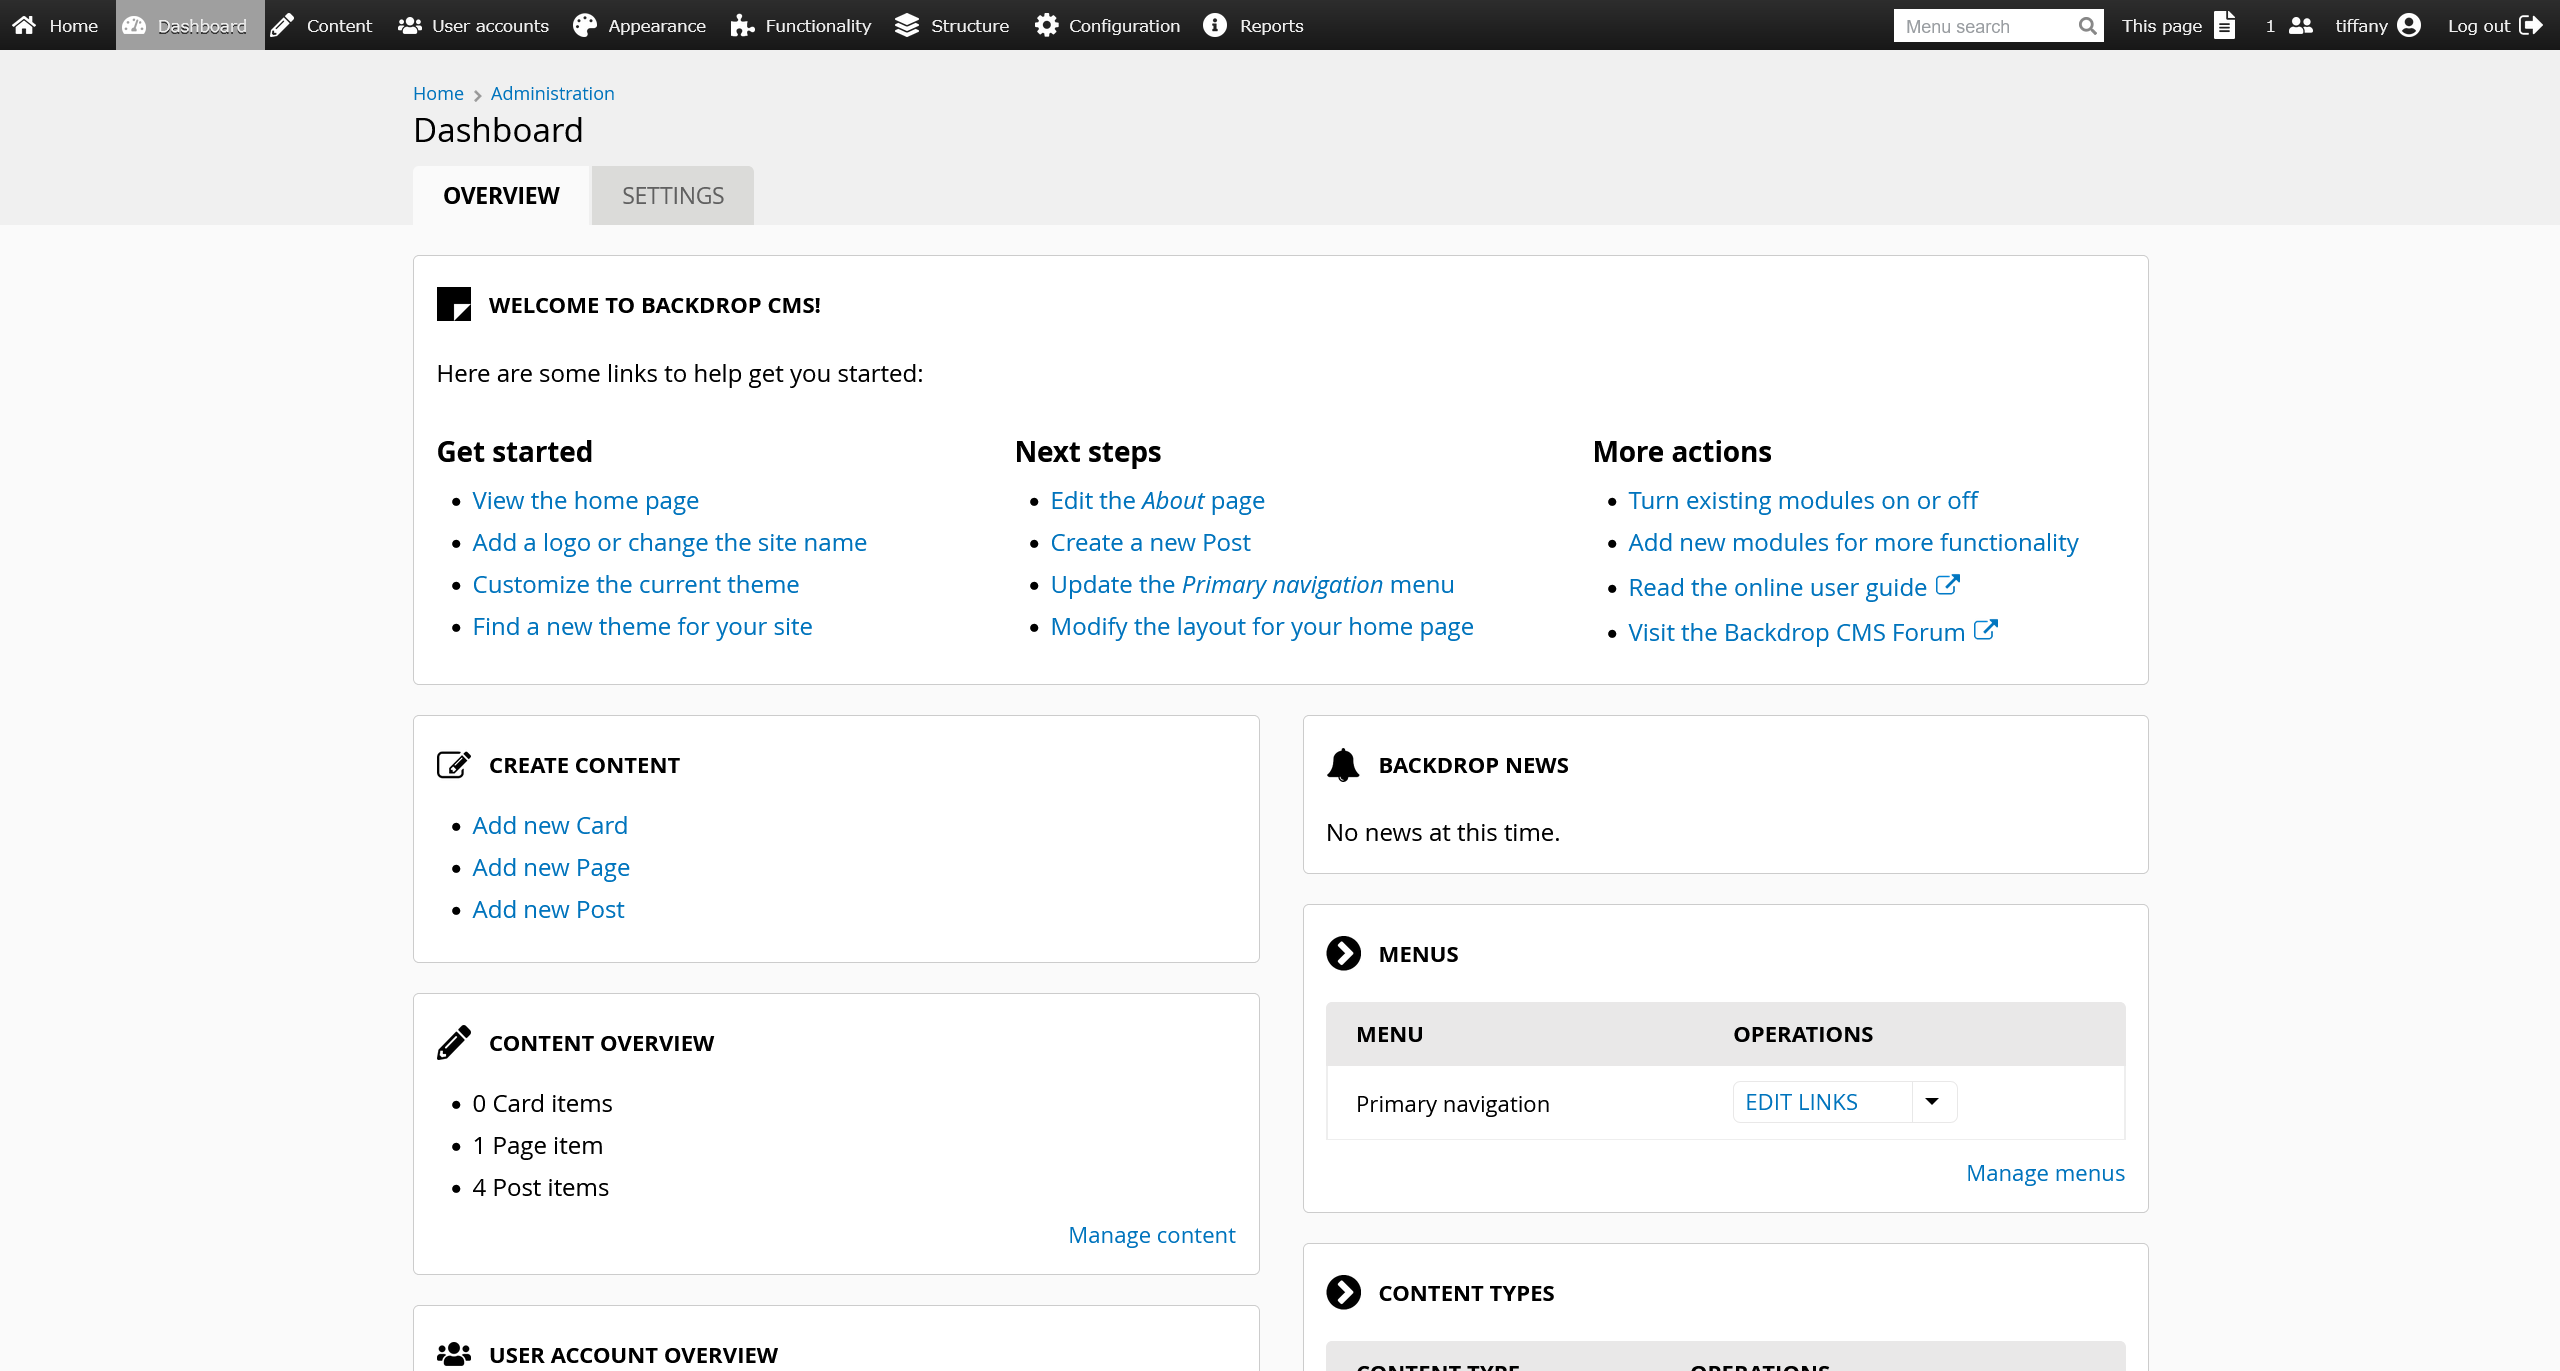 Home Dashboard Content User accounts Appearance Functionality Structure Configuration Reports Menu search This page 1 tiffany Log out
Home Administration
Dashboard
OVERVIEW SETTINGS
WELCOME TO BACKDROP CMS!
Here are some links to help get you started:
Get started
View the home page
Add a logo or change the site name
Customize the current theme
Find a new theme for your site
Next steps
Edit the About page
Create a new Post
Update the Primary navigation menu
Modify the layout for your home page
More actions
Turn existing modules on or off
Add new modules for more functionality
Read the online user guide
Visit the Backdrop CMS Forum
CREATE CONTENT
Add new Card
Add new Page
Add new Post
CONTENT OVERVIEW
0 Card items
1 Page item
4 Post items
Manage content
USER ACCOUNT OVERVIEW
BACKDROP NEWS
No news at this time.
MENUS
MENU OPERATIONS
Primary navigation EDIT LINKS
Manage menus
CONTENT TYPES
CONTENT TYPE OPERATIONS